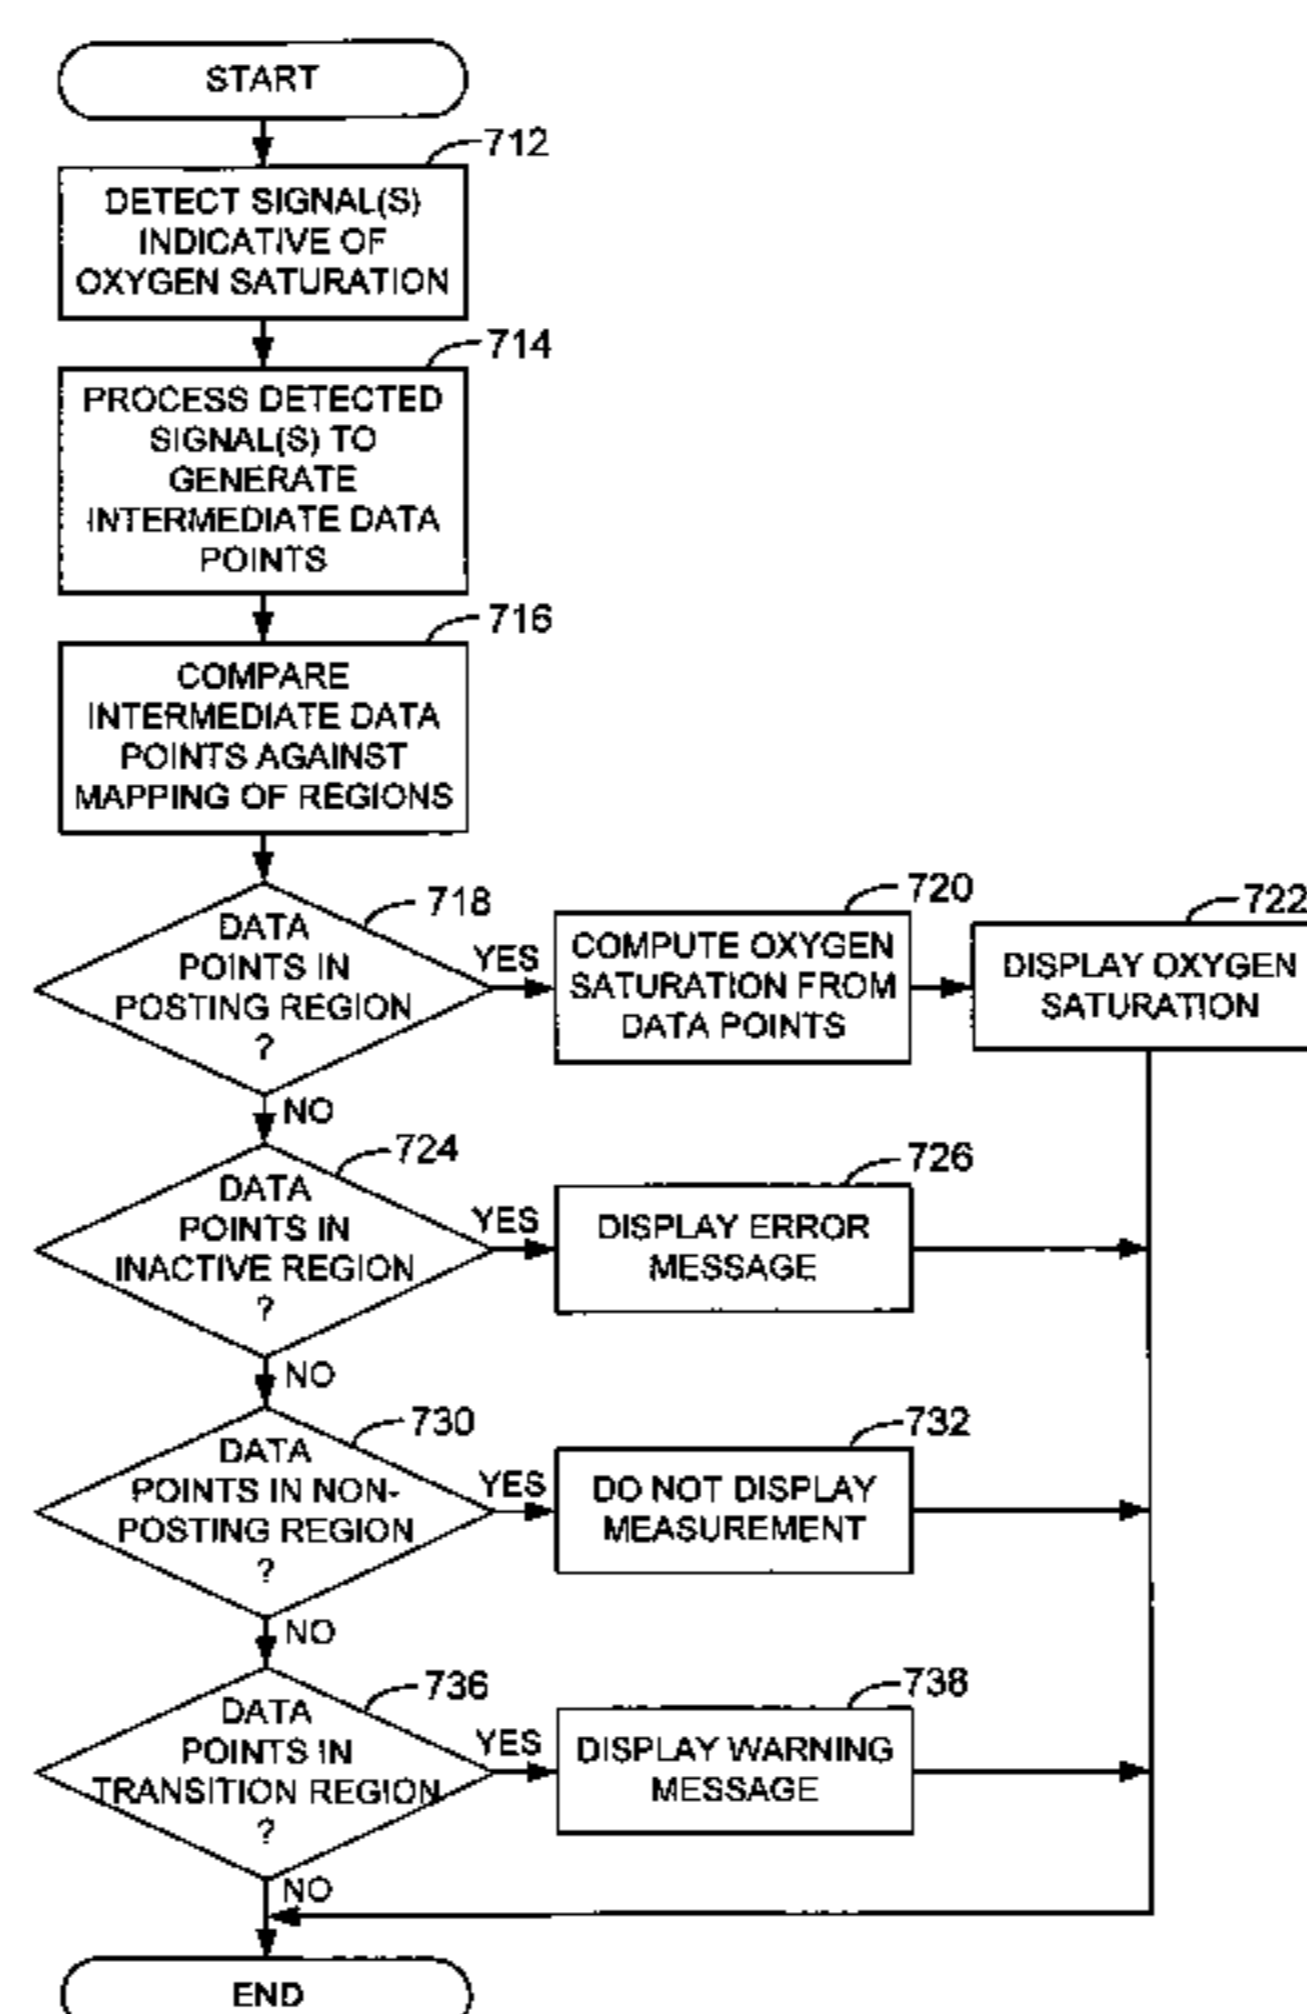 START
712
DETECT SIGNAL(S)
INDICATIVE OF
OXYGEN SATURATION
714
PROCESS DETECTED
SIGNAL(S) TO
GENERATE
INTERMEDIATE DATA
POINTS
716
COMPARE
INTERMEDIATE DATA
POINTS AGAINST
MAPPING OF REGIONS
718
DATA
POINTS IN
POSTING REGION
?
YES
720
COMPUTE OXYGEN
SATURATION FROM
DATA POINTS
722
DISPLAY OXYGEN
SATURATION
NO
724
DATA
POINTS IN
INACTIVE REGION
?
YES
726
DISPLAY ERROR
MESSAGE
NO
730
DATA
POINTS IN NON-
POSTING REGION
?
YES
732
DO NOT DISPLAY
MEASUREMENT
NO
736
DATA
POINTS IN
TRANSITION REGION
?
YES
738
DISPLAY WARNING
MESSAGE
NO
END